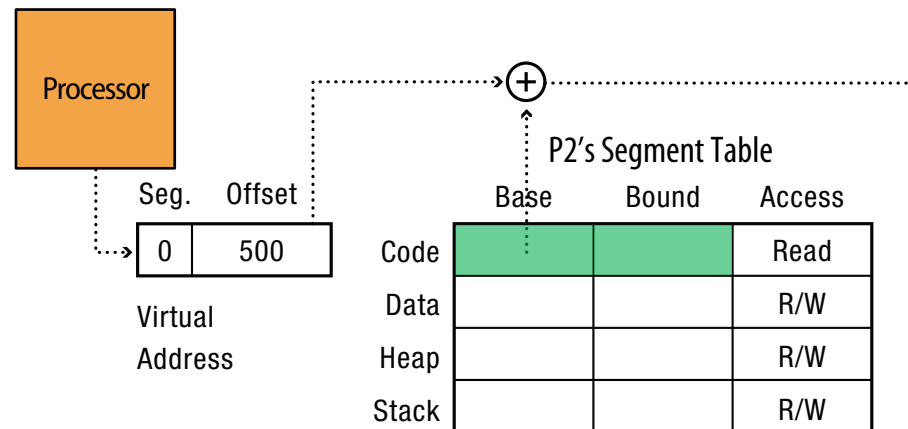 Processor
+
P2's Segment Table
Seg. Offset
Base Bound Access
0 500
Code Read
Data R/W
Virtual
Address
Heap R/W
Stack R/W